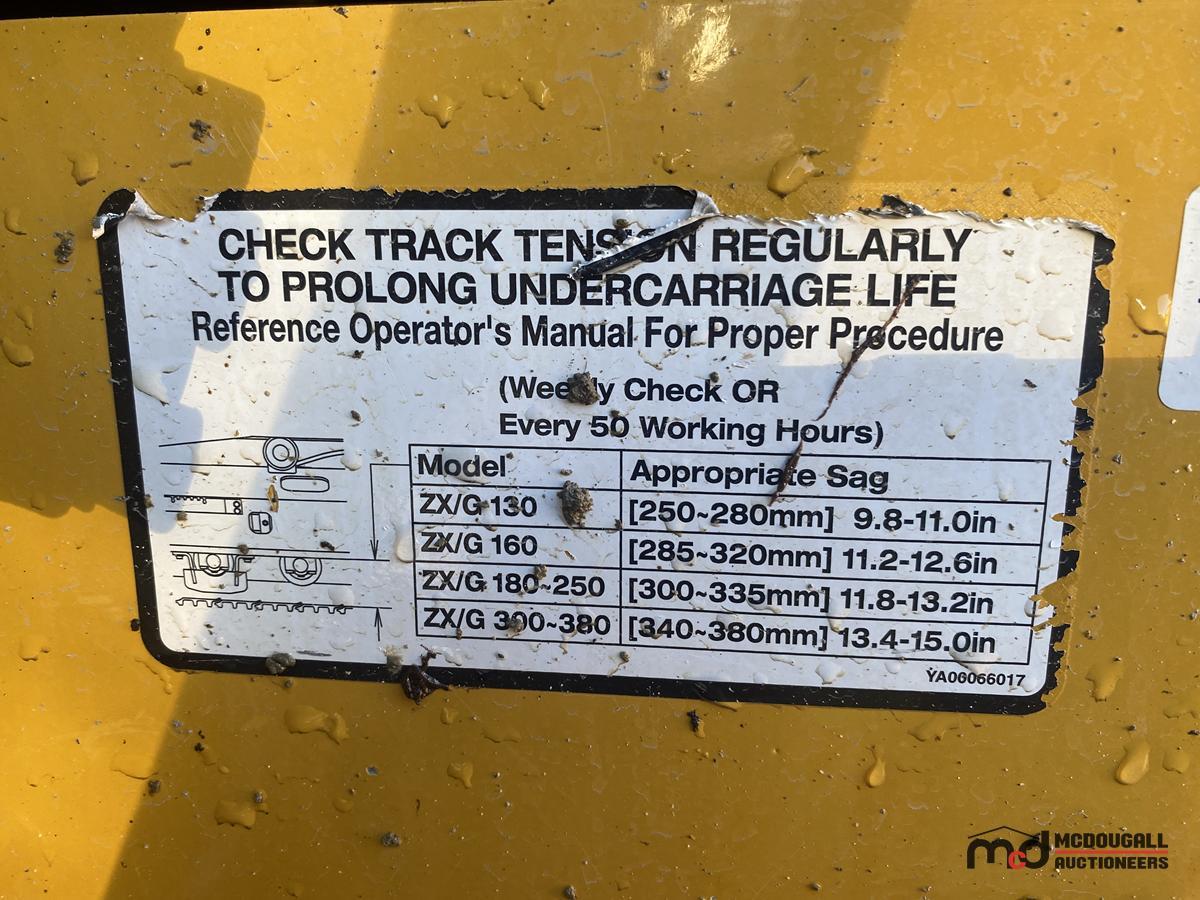 CHECK TRACK TENSION REGULARLY
TO PROLONG UNDERCARRIAGE LIFE
Reference Operator's Manual For Proper Procedure
(Weekly Check OR
Every 50 Working Hours)
Model Appropriate Sag
ZX/G 130 [250~280mm] 9.8-11.0in
ZX/G 160 [285~320mm] 11.2-12.6in
ZX/G 180~250 [300~335mm] 11.8-13.2in
ZX/G 300~380 [340~380mm] 13.4-15.0in
YA06066017
mcd MCDOUGALL
AUCTIONEERS